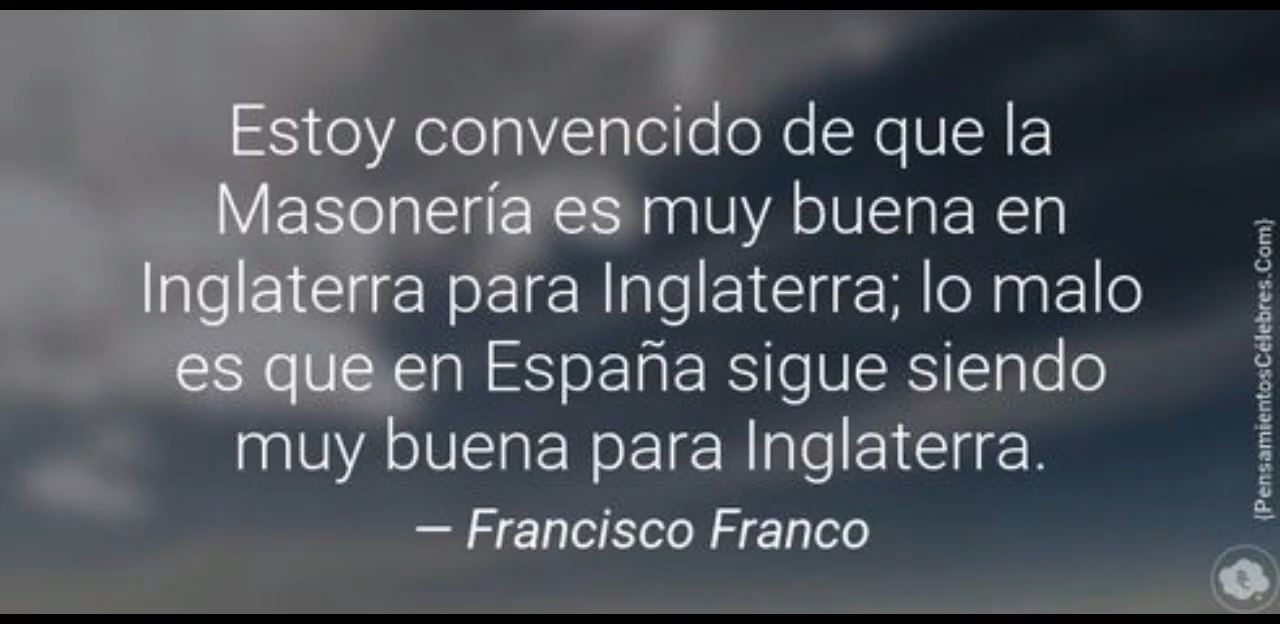 Estoy convencido de que la
Masonería es muy buena en
Inglaterra para Inglaterra; lo malo
es que en España sigue siendo
muy buena para Inglaterra.
— Francisco Franco
{PensamientosCélebres.Com}